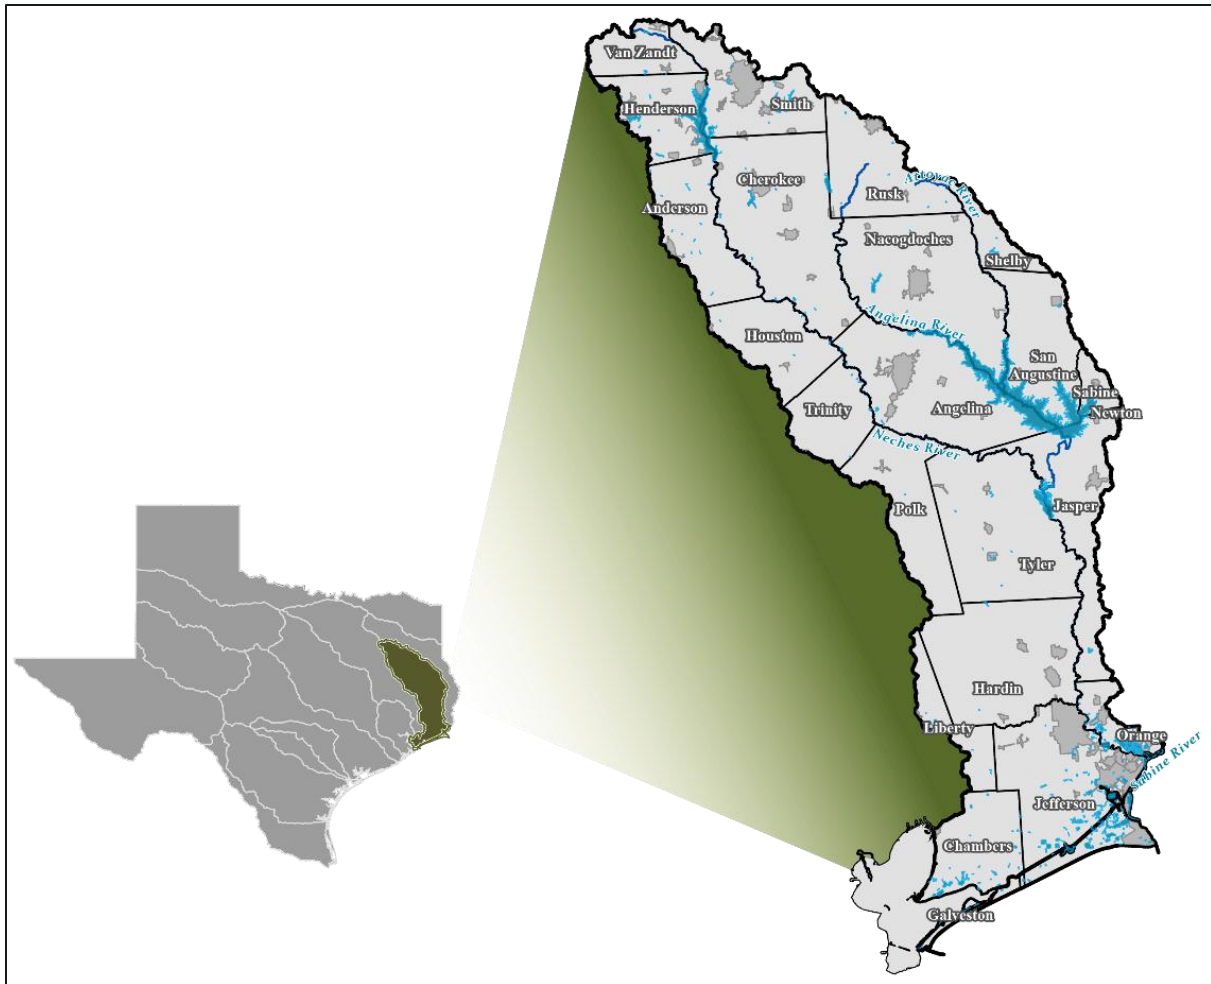 Van Zandt
Henderson
Smith
Cherokee
Anderson
Rusk
Attoyac River
Nacogdoches
Shelby
Angelina River
Houston
San
Augustine
Sabine
Newton
Trinity
Angelina
Neches River
Polk
Jasper
Tyler
Hardin
Liberty
Orange
Sabine River
Jefferson
Chambers
Galveston